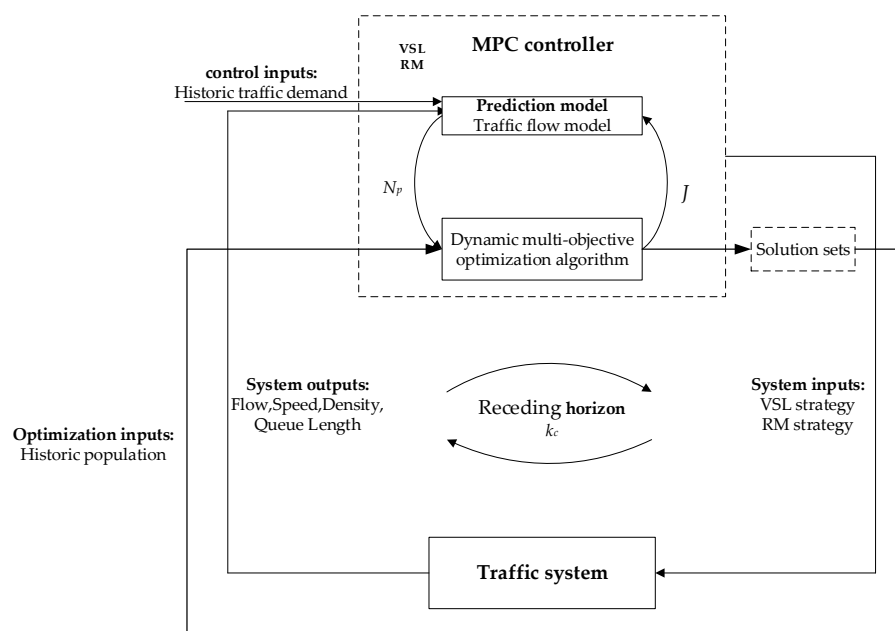 MPC controller
VSL
RM
control inputs:
Historic traffic demand
Prediction model
Traffic flow model
Np
J
Dynamic multi-objective
optimization algorithm
Solution sets
System outputs:
Flow,Speed,Density,
Queue Length
Receding horizon
kc
System inputs:
VSL strategy
RM strategy
Optimization inputs:
Historic population
Traffic system